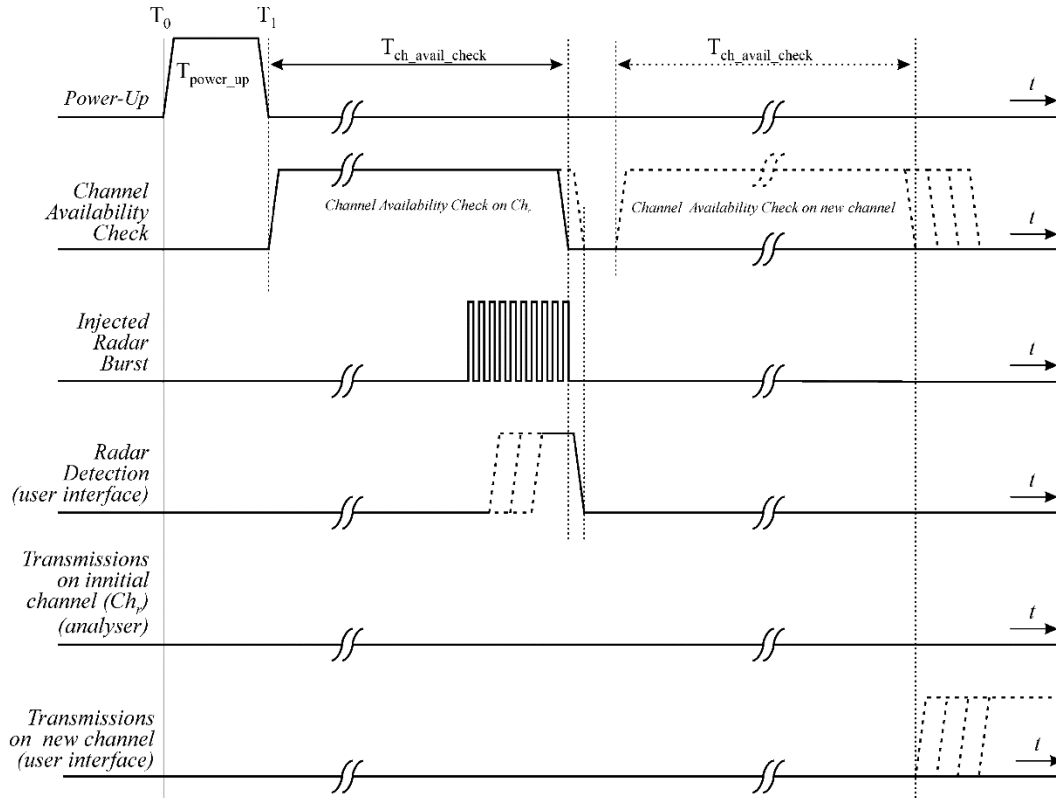 T0 T1
Tch_avail_check Tch_avail_check
Tpower_up
Power-Up
t
Channel
Availability
Check
Channel Availability Check on Chr
Channel Availability Check on new channel
t
Injected
Radar
Burst
t
Radar
Detection
(user interface)
t
Transmissions
on innitial
channel (Chr)
(analyser)
t
Transmissions
on new channel
(user interface)
t